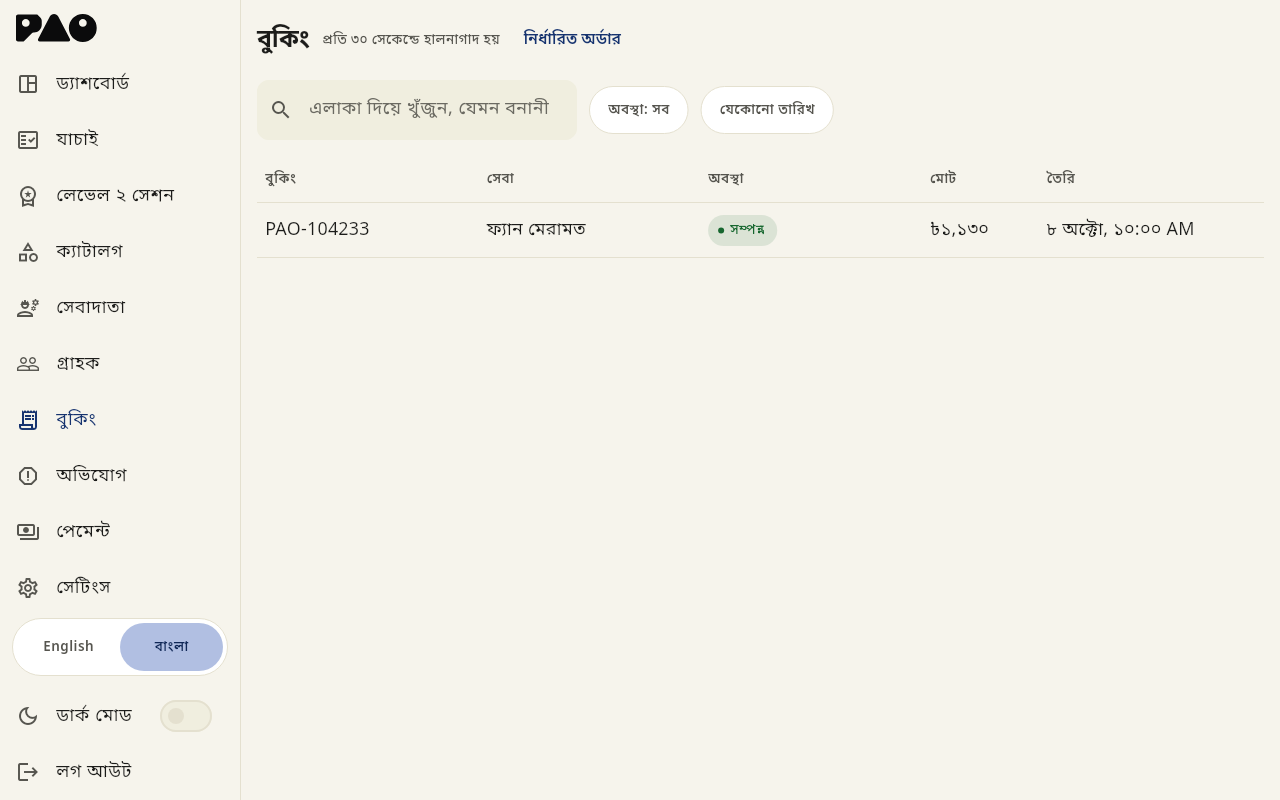 PAO
ড্যাশবোর্ড
যাচাই
লেভেল ২ সেশন
ক্যাটালগ
সেবাদাতা
গ্রাহক
বুকিং
অভিযোগ
পেমেন্ট
সেটিংস
English বাংলা
ডার্ক মোড
লগ আউট
বুকিং প্রতি ৩০ সেকেন্ডে হালনাগাদ হয় নির্ধারিত অর্ডার
এলাকা দিয়ে খুঁজুন, যেমন বনানী অবস্থা: সব যেকোনো তারিখ
বুকিং সেবা অবস্থা মোট তৈরি
PAO-104233 ফ্যান মেরামত সম্পন্ন ৳১,১৩০ ৮ অক্টো, ১০:০০ AM